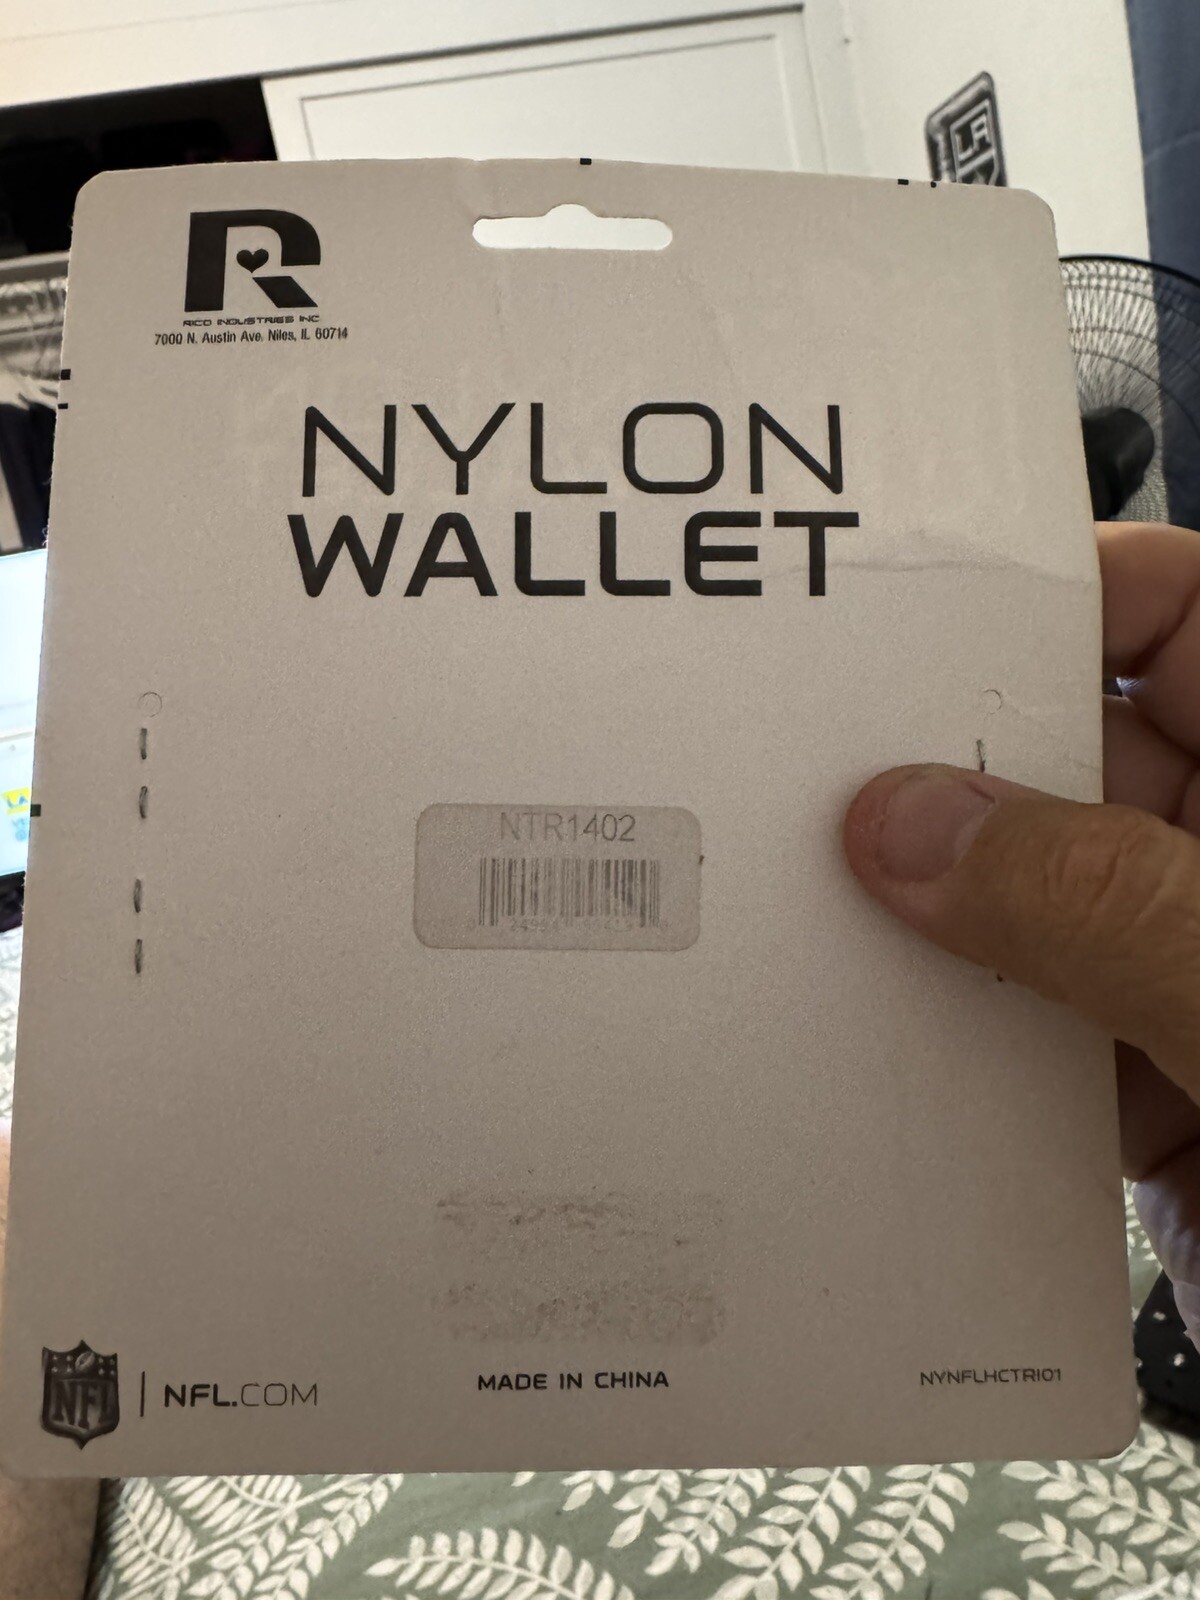 R
RICO INDUSTRIES INC
7000 N. Austin Ave. Niles, IL 60714
NYLON
WALLET
NTR1402
NFL
NFL.COM
MADE IN CHINA
NYNFLHCTRI01
LA